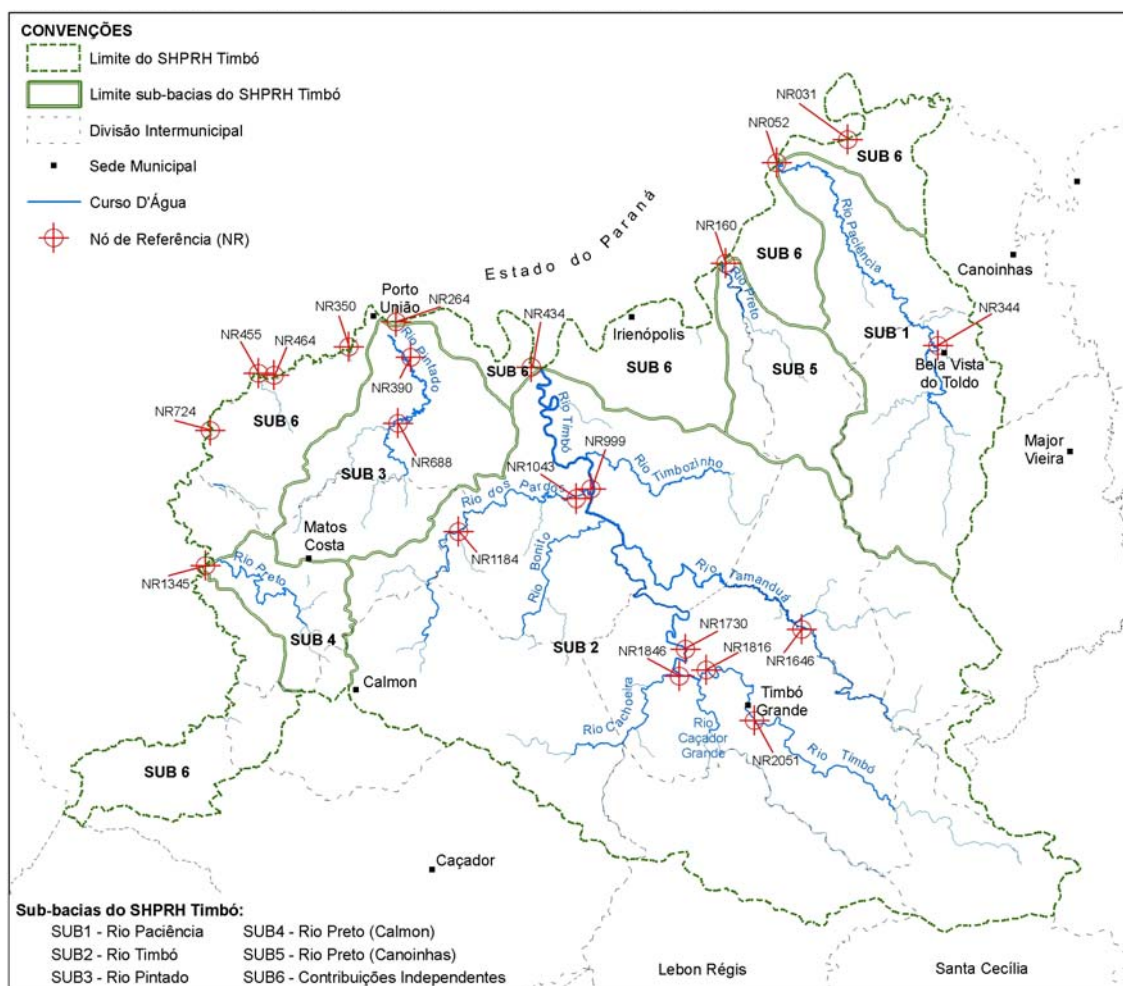 CONVENÇÕES
Limite do SHPRH Timbó
Limite sub-bacias do SHPRH Timbó
Divisão Intermunicipal
Sede Municipal
Curso D'Água
Nó de Referência (NR)
NR031
NR052
SUB 6
Estado do Paraná
NR160
SUB 6
Rio Paciência
Canoinhas
Rio Preto
Porto
União
NR350
NR264
NR434
Irienópolis
SUB 1
NR344
Bela Vista
do Toldo
NR455
NR464
Rio Pintado
NR390
SUB 6
SUB 6
SUB 5
NR724
SUB 6
Rio Timbó
Major
Vieira
NR688
SUB 3
NR999
NR1043
Rio Timbozinho
Rio dos Pardos
Matos
Costa
NR1184
Rio Bonito
NR1345
Rio Preto
Rio Tamanduá
SUB 4
SUB 2
NR1730
NR1846
NR1816
NR1646
Calmon
Timbó
Grande
Rio Cachoeira
Rio
Caçador
Grande
NR2051
Rio Timbó
SUB 6
Caçador
Sub-bacias do SHPRH Timbó:
SUB1 - Rio Paciência
SUB2 - Rio Timbó
SUB3 - Rio Pintado
SUB4 - Rio Preto (Calmon)
SUB5 - Rio Preto (Canoinhas)
SUB6 - Contribuições Independentes
Lebon Régis
Santa Cecília